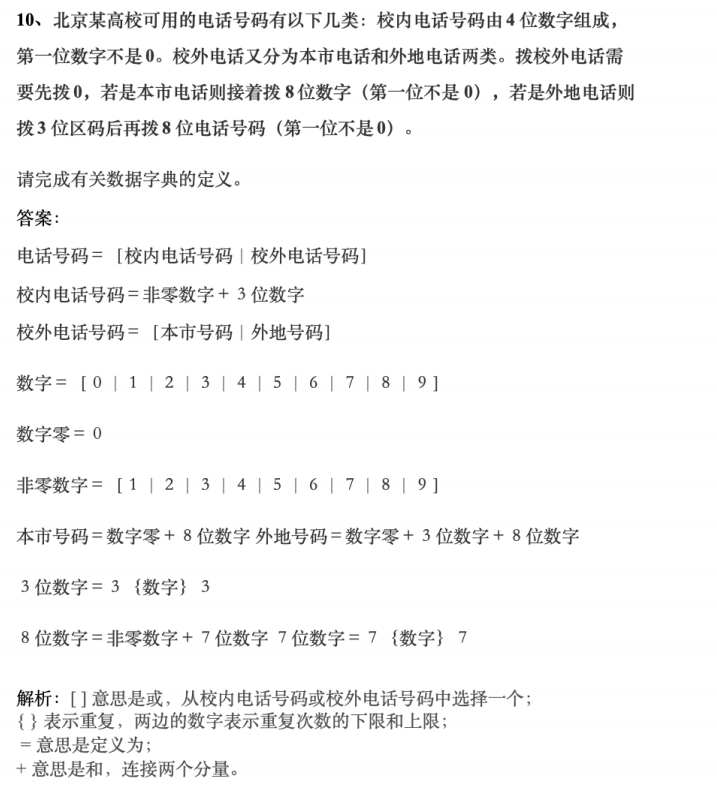 10、北京某高校可用的电话号码有以下几类：校内电话号码由 4 位数字组成，
第一位数字不是 0。校外电话又分为本市电话和外地电话两类。拨校外电话需
要先拨 0，若是本市电话则接着拨 8 位数字（第一位不是 0），若是外地电话则
拨 3 位区码后再拨 8 位电话号码（第一位不是 0）。
请完成有关数据字典的定义。
答案：
电话号码＝［校内电话号码｜校外电话号码］
校内电话号码＝非零数字＋ 3 位数字
校外电话号码＝［本市号码｜外地号码］
数字＝［0｜1｜2｜3｜4｜5｜6｜7｜8｜9］
数字零＝ 0
非零数字＝［1｜2｜3｜4｜5｜6｜7｜8｜9］
本市号码＝数字零＋ 8 位数字 外地号码＝数字零＋ 3 位数字＋ 8 位数字
3 位数字＝ 3 ｛数字｝ 3
8 位数字＝非零数字＋ 7 位数字 7 位数字＝ 7 ｛数字｝ 7
解析：[ ] 意思是或，从校内电话号码或校外电话号码中选择一个；
{ } 表示重复，两边的数字表示重复次数的下限和上限；
= 意思是定义为；
+ 意思是和，连接两个分量。